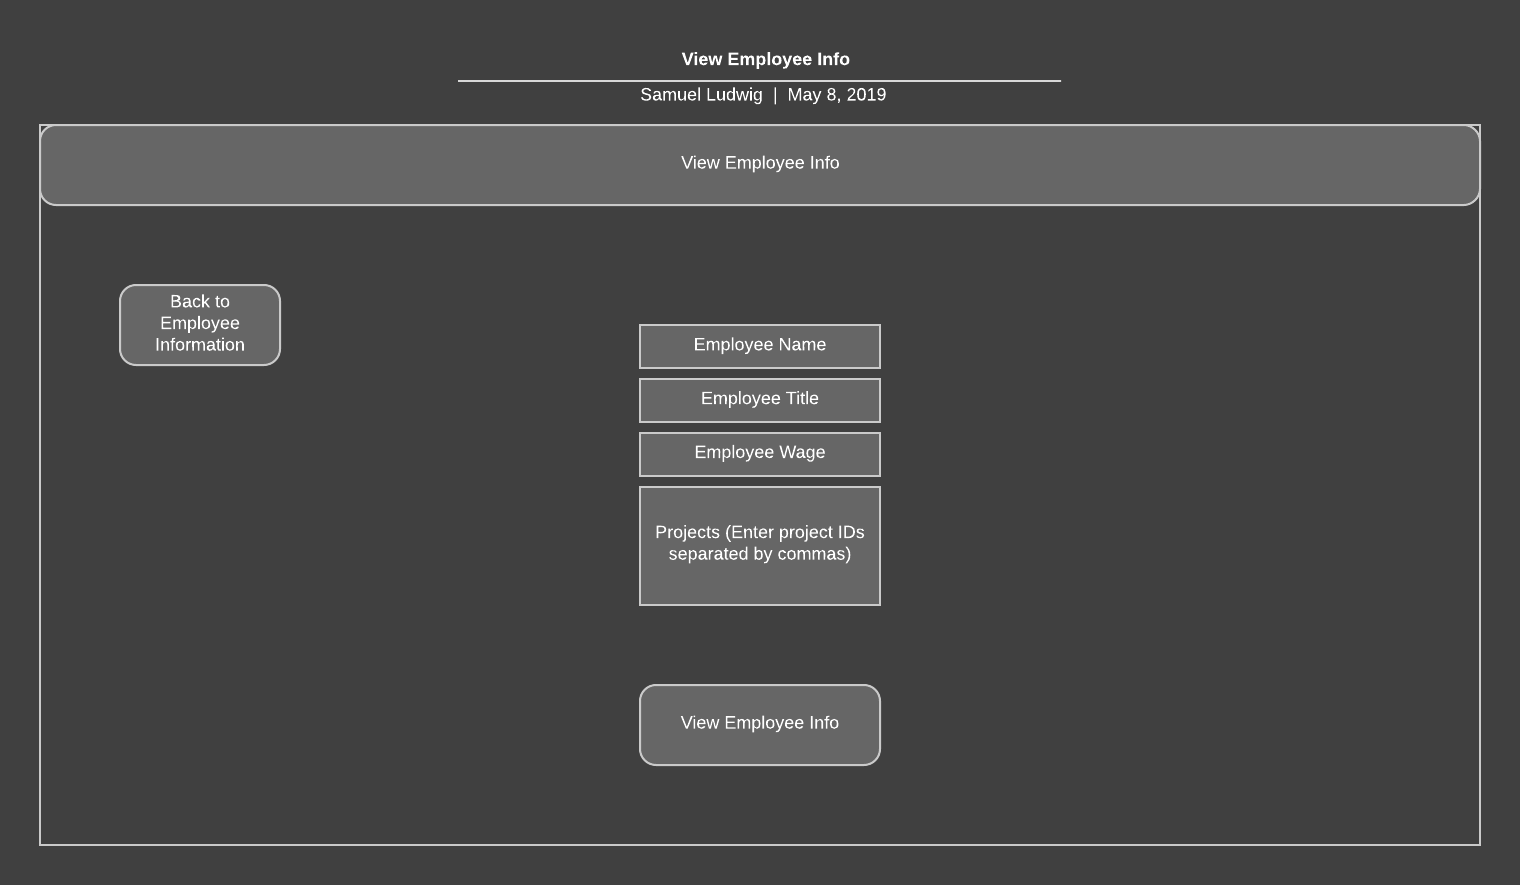 View Employee Info
Samuel Ludwig | May 8, 2019
View Employee Info
Back to
Employee
Information
Employee Name
Employee Title
Employee Wage
Projects (Enter project IDs
separated by commas)
View Employee Info